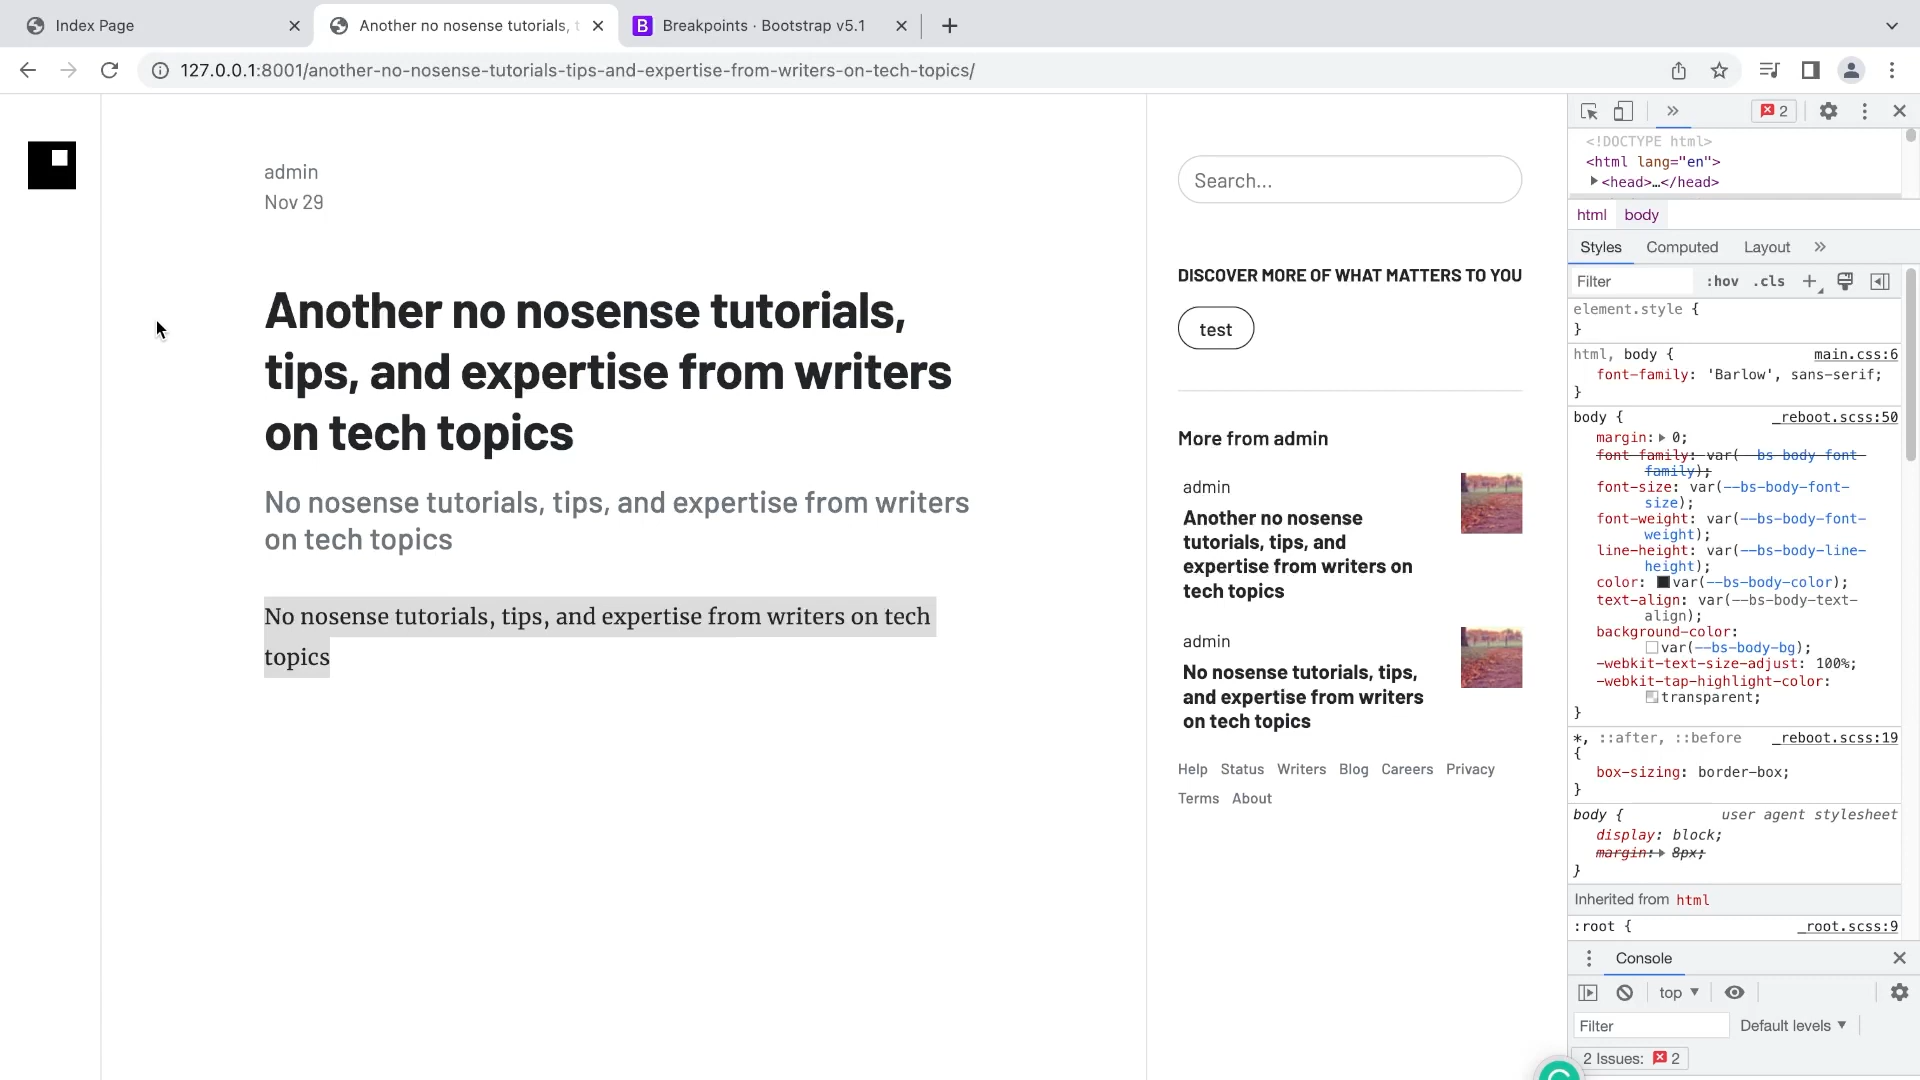 Index Page
Another no nosense tutorials, t
Breakpoints · Bootstrap v5.1
127.0.0.1:8001/another-no-nosense-tutorials-tips-and-expertise-from-writers-on-tech-topics/
admin
Nov 29
Another no nosense tutorials,
tips, and expertise from writers
on tech topics
No nosense tutorials, tips, and expertise from writers
on tech topics
No nosense tutorials, tips, and expertise from writers on tech
topics
Search...
DISCOVER MORE OF WHAT MATTERS TO YOU
test
More from admin
admin
Another no nosense
tutorials, tips, and
expertise from writers on
tech topics
admin
No nosense tutorials, tips,
and expertise from writers
on tech topics
Help Status Writers Blog Careers Privacy
Terms About
» 2
<!DOCTYPE html>
<html lang="en">
<head>…</head>
html body
Styles Computed Layout »
Filter :hov .cls +
element.style {
}
html, body { main.css:6
font-family: 'Barlow', sans-serif;
}
body { _reboot.scss:50
margin: 0;
font-family: var(--bs-body-font-
family);
font-size: var(--bs-body-font-
size);
font-weight: var(--bs-body-font-
weight);
line-height: var(--bs-body-line-
height);
color: var(--bs-body-color);
text-align: var(--bs-body-text-
align);
background-color:
var(--bs-body-bg);
-webkit-text-size-adjust: 100%;
-webkit-tap-highlight-color:
transparent;
}
*, ::after, ::before _reboot.scss:19
{
box-sizing: border-box;
}
body { user agent stylesheet
display: block;
margin: 8px;
}
Inherited from html
:root { _root.scss:9
Console
top
Filter Default levels
2 Issues: 2